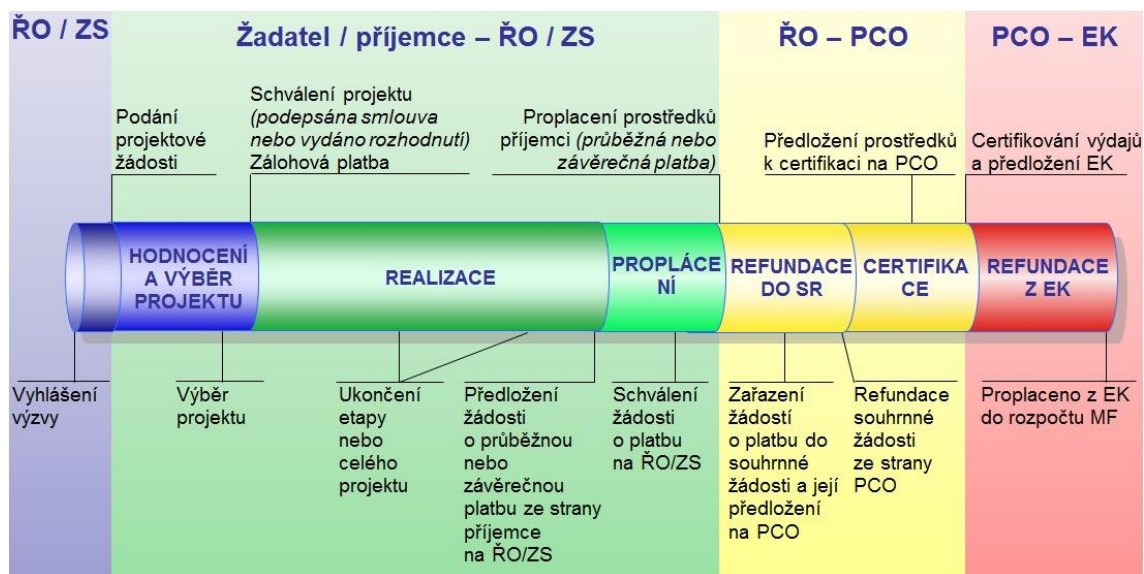 ŘO / ZS
Žadatel / příjemce – ŘO / ZS
ŘO – PCO
PCO – EK
Podání
projektové
žádosti
Schválení projektu
(podepsána smlouva
nebo vydáno rozhodnutí)
Zálohová platba
Proplacení prostředků
příjemci (průběžná nebo
závěrečná platba)
Předložení prostředků
k certifikaci na PCO
Certifikování výdajů
a předložení EK
HODNOCENÍ
A VÝBĚR
PROJEKTU
REALIZACE
PROPLÁCE
NÍ
REFUNDACE
DO SR
CERTIFIKA
CE
REFUNDACE
Z EK
Vyhlášení
výzvy
Výběr
projektu
Ukončení
etapy
nebo
celého
projektu
Předložení
žádosti
o průběžnou
nebo
závěrečnou
platbu ze strany
příjemce
na ŘO/ZS
Schválení
žádosti
o platbu
na ŘO/ZS
Zařazení
žádostí
o platbu do
souhrnné
žádosti a její
předložení
na PCO
Refundace
souhrnné
žádosti
ze strany
PCO
Proplaceno z EK
do rozpočtu MF